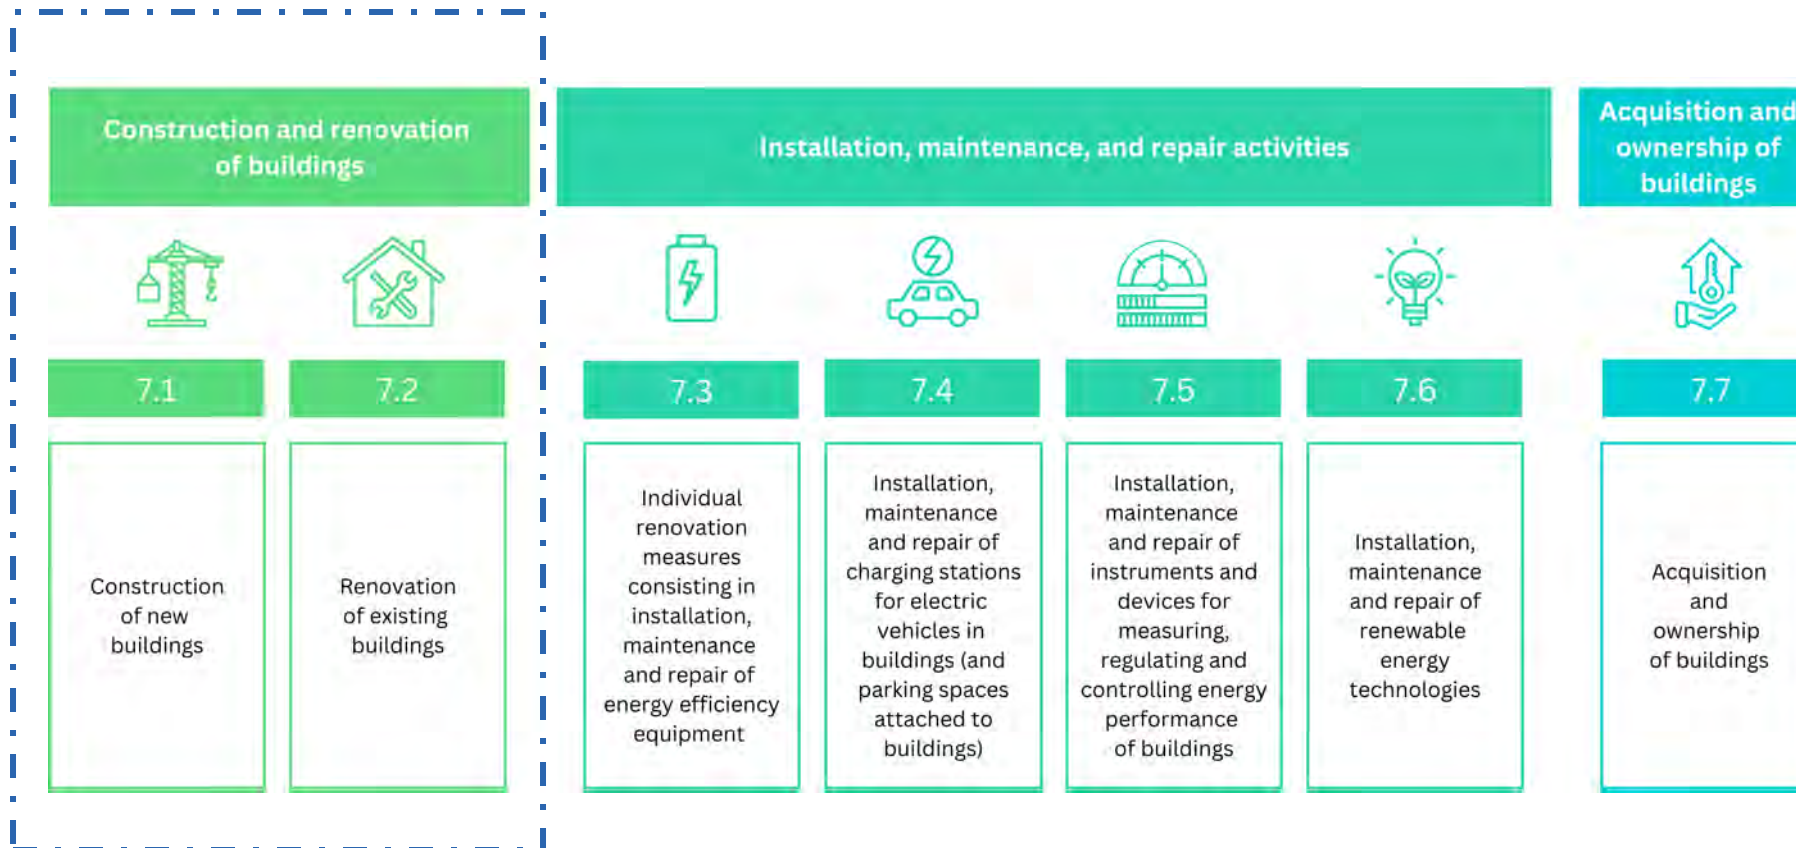 Construction and renovation
of buildings
Installation, maintenance, and repair activities
Acquisition and
ownership of
buildings
7.1
7.2
7.3
7.4
7.5
7.6
7.7
Construction
of new
buildings
Renovation
of existing
buildings
Individual
renovation
measures
consisting in
installation,
maintenance
and repair of
energy efficiency
equipment
Installation,
maintenance
and repair of
charging stations
for electric
vehicles in
buildings (and
parking spaces
attached to
buildings)
Installation,
maintenance
and repair of
instruments and
devices for
measuring,
regulating and
controlling energy
performance
of buildings
Installation,
maintenance
and repair of
renewable
energy
technologies
Acquisition
and
ownership
of buildings